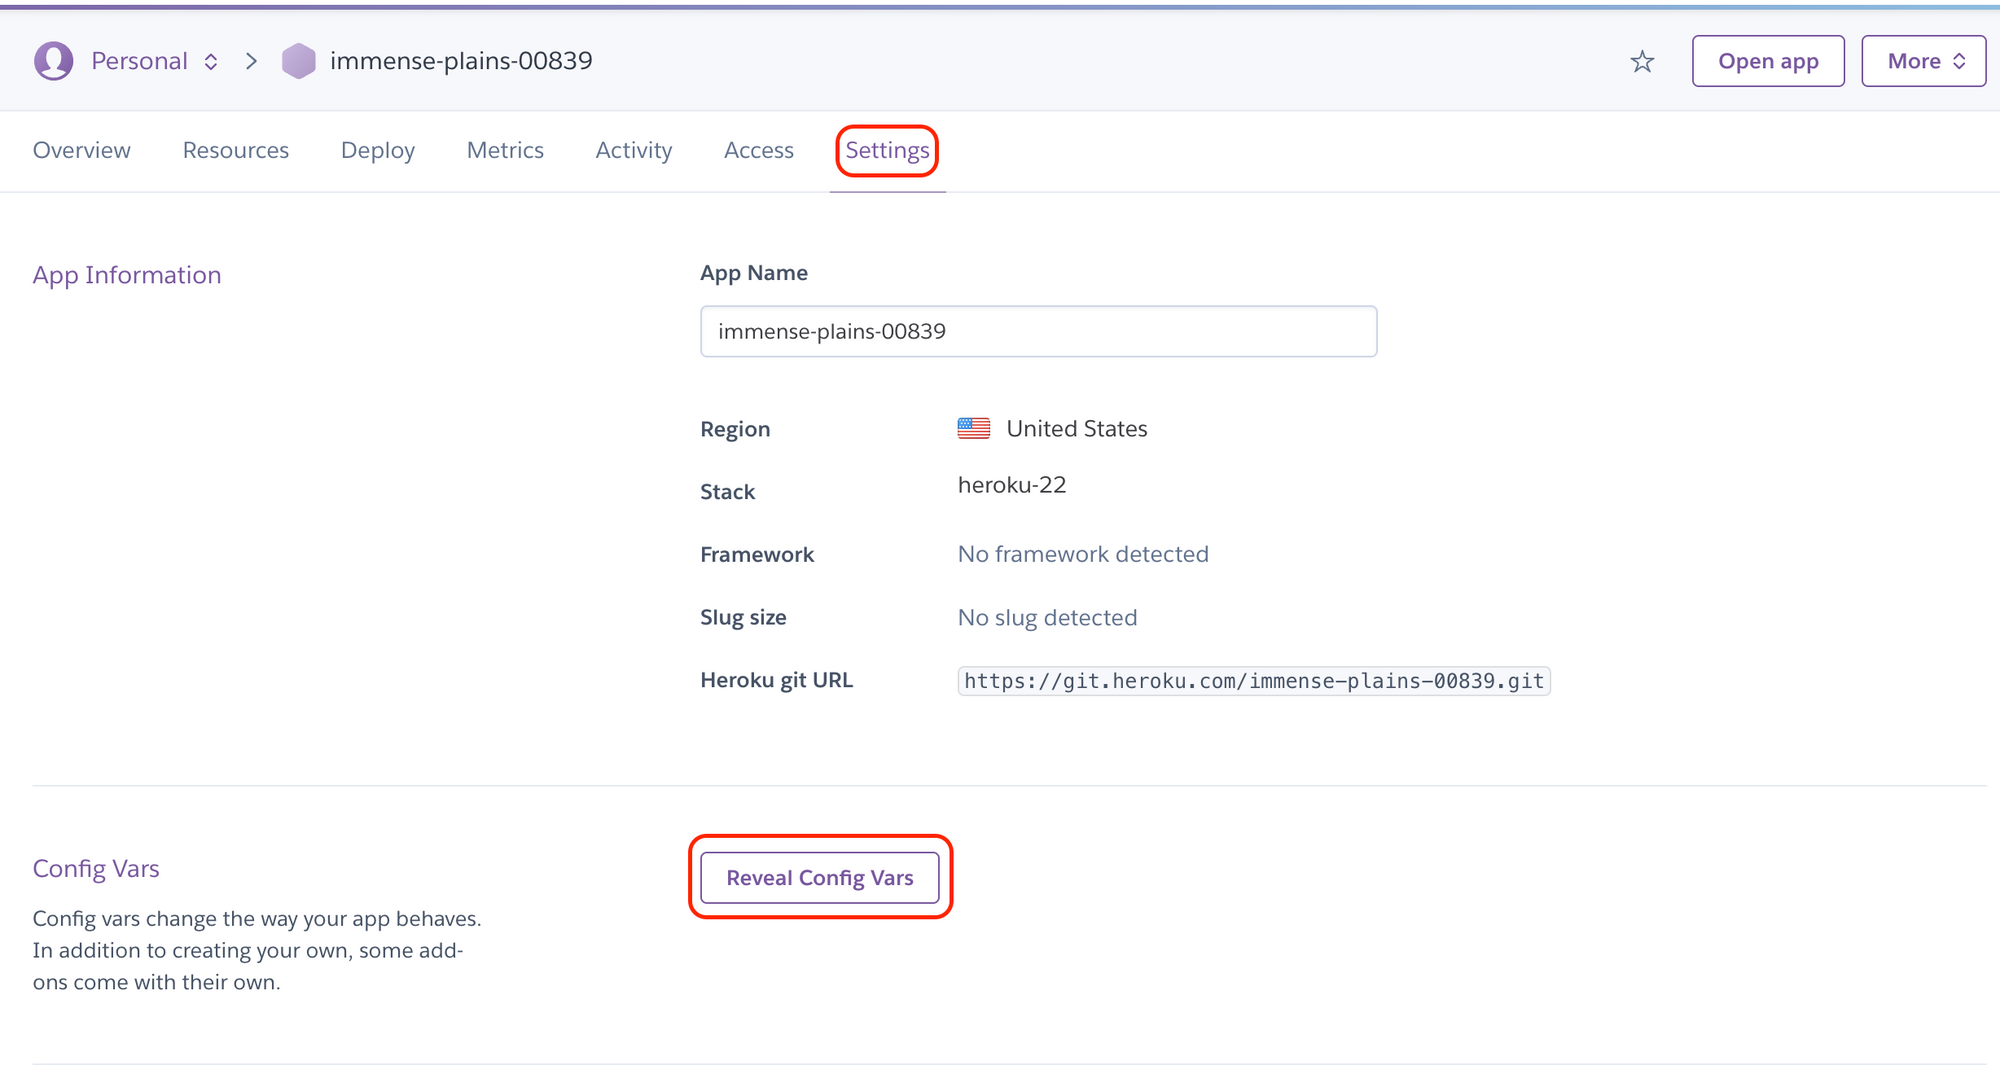 Personal > immense-plains-00839 Open app More
Overview Resources Deploy Metrics Activity Access Settings
App Information
App Name
immense-plains-00839
Region United States
Stack heroku-22
Framework No framework detected
Slug size No slug detected
Heroku git URL https://git.heroku.com/immense-plains-00839.git
Config Vars
Config vars change the way your app behaves.
In addition to creating your own, some add-
ons come with their own.
Reveal Config Vars